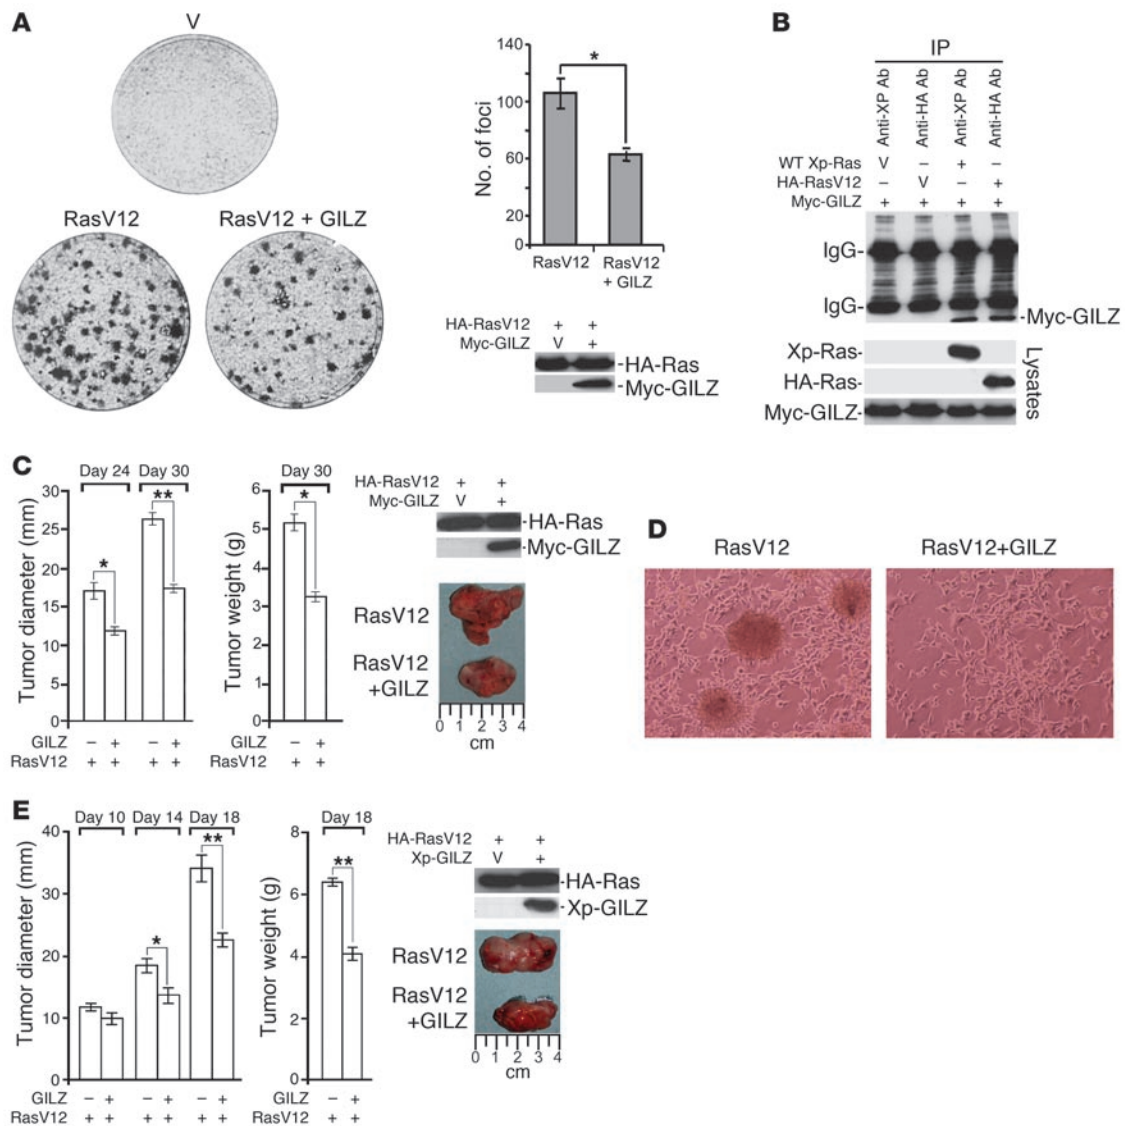 A
V
RasV12
RasV12 + GILZ
No. of foci
140
100
60
20
0
*
RasV12
RasV12
+ GILZ
HA-RasV12 + +
Myc-GILZ V +
-HA-Ras
-Myc-GILZ
B
IP
Anti-XP Ab
Anti-HA Ab
Anti-XP Ab
Anti-HA Ab
WT Xp-Ras V – + –
HA-RasV12 – V – +
Myc-GILZ + + + +
IgG-
IgG-
-Myc-GILZ
Xp-Ras-
HA-Ras-
Myc-GILZ-
Lysates
C
Day 24
Day 30
Tumor diameter (mm)
30
25
20
15
10
5
0
*
**
GILZ – + – +
RasV12 + + + +
Day 30
Tumor weight (g)
6
5
4
3
2
1
0
*
GILZ – +
RasV12 + +
HA-RasV12 + +
Myc-GILZ V +
-HA-Ras
-Myc-GILZ
RasV12
RasV12
+GILZ
0 1 2 3 4
cm
D
RasV12
RasV12+GILZ
E
Day 10
Day 14
Day 18
Tumor diameter (mm)
40
30
20
10
0
*
**
GILZ – + – + – +
RasV12 + + + + + +
Day 18
Tumor weight (g)
8
6
4
2
0
**
GILZ – +
RasV12 + +
HA-RasV12 + +
Xp-GILZ V +
-HA-Ras
-Xp-GILZ
RasV12
RasV12
+GILZ
0 1 2 3 4
cm